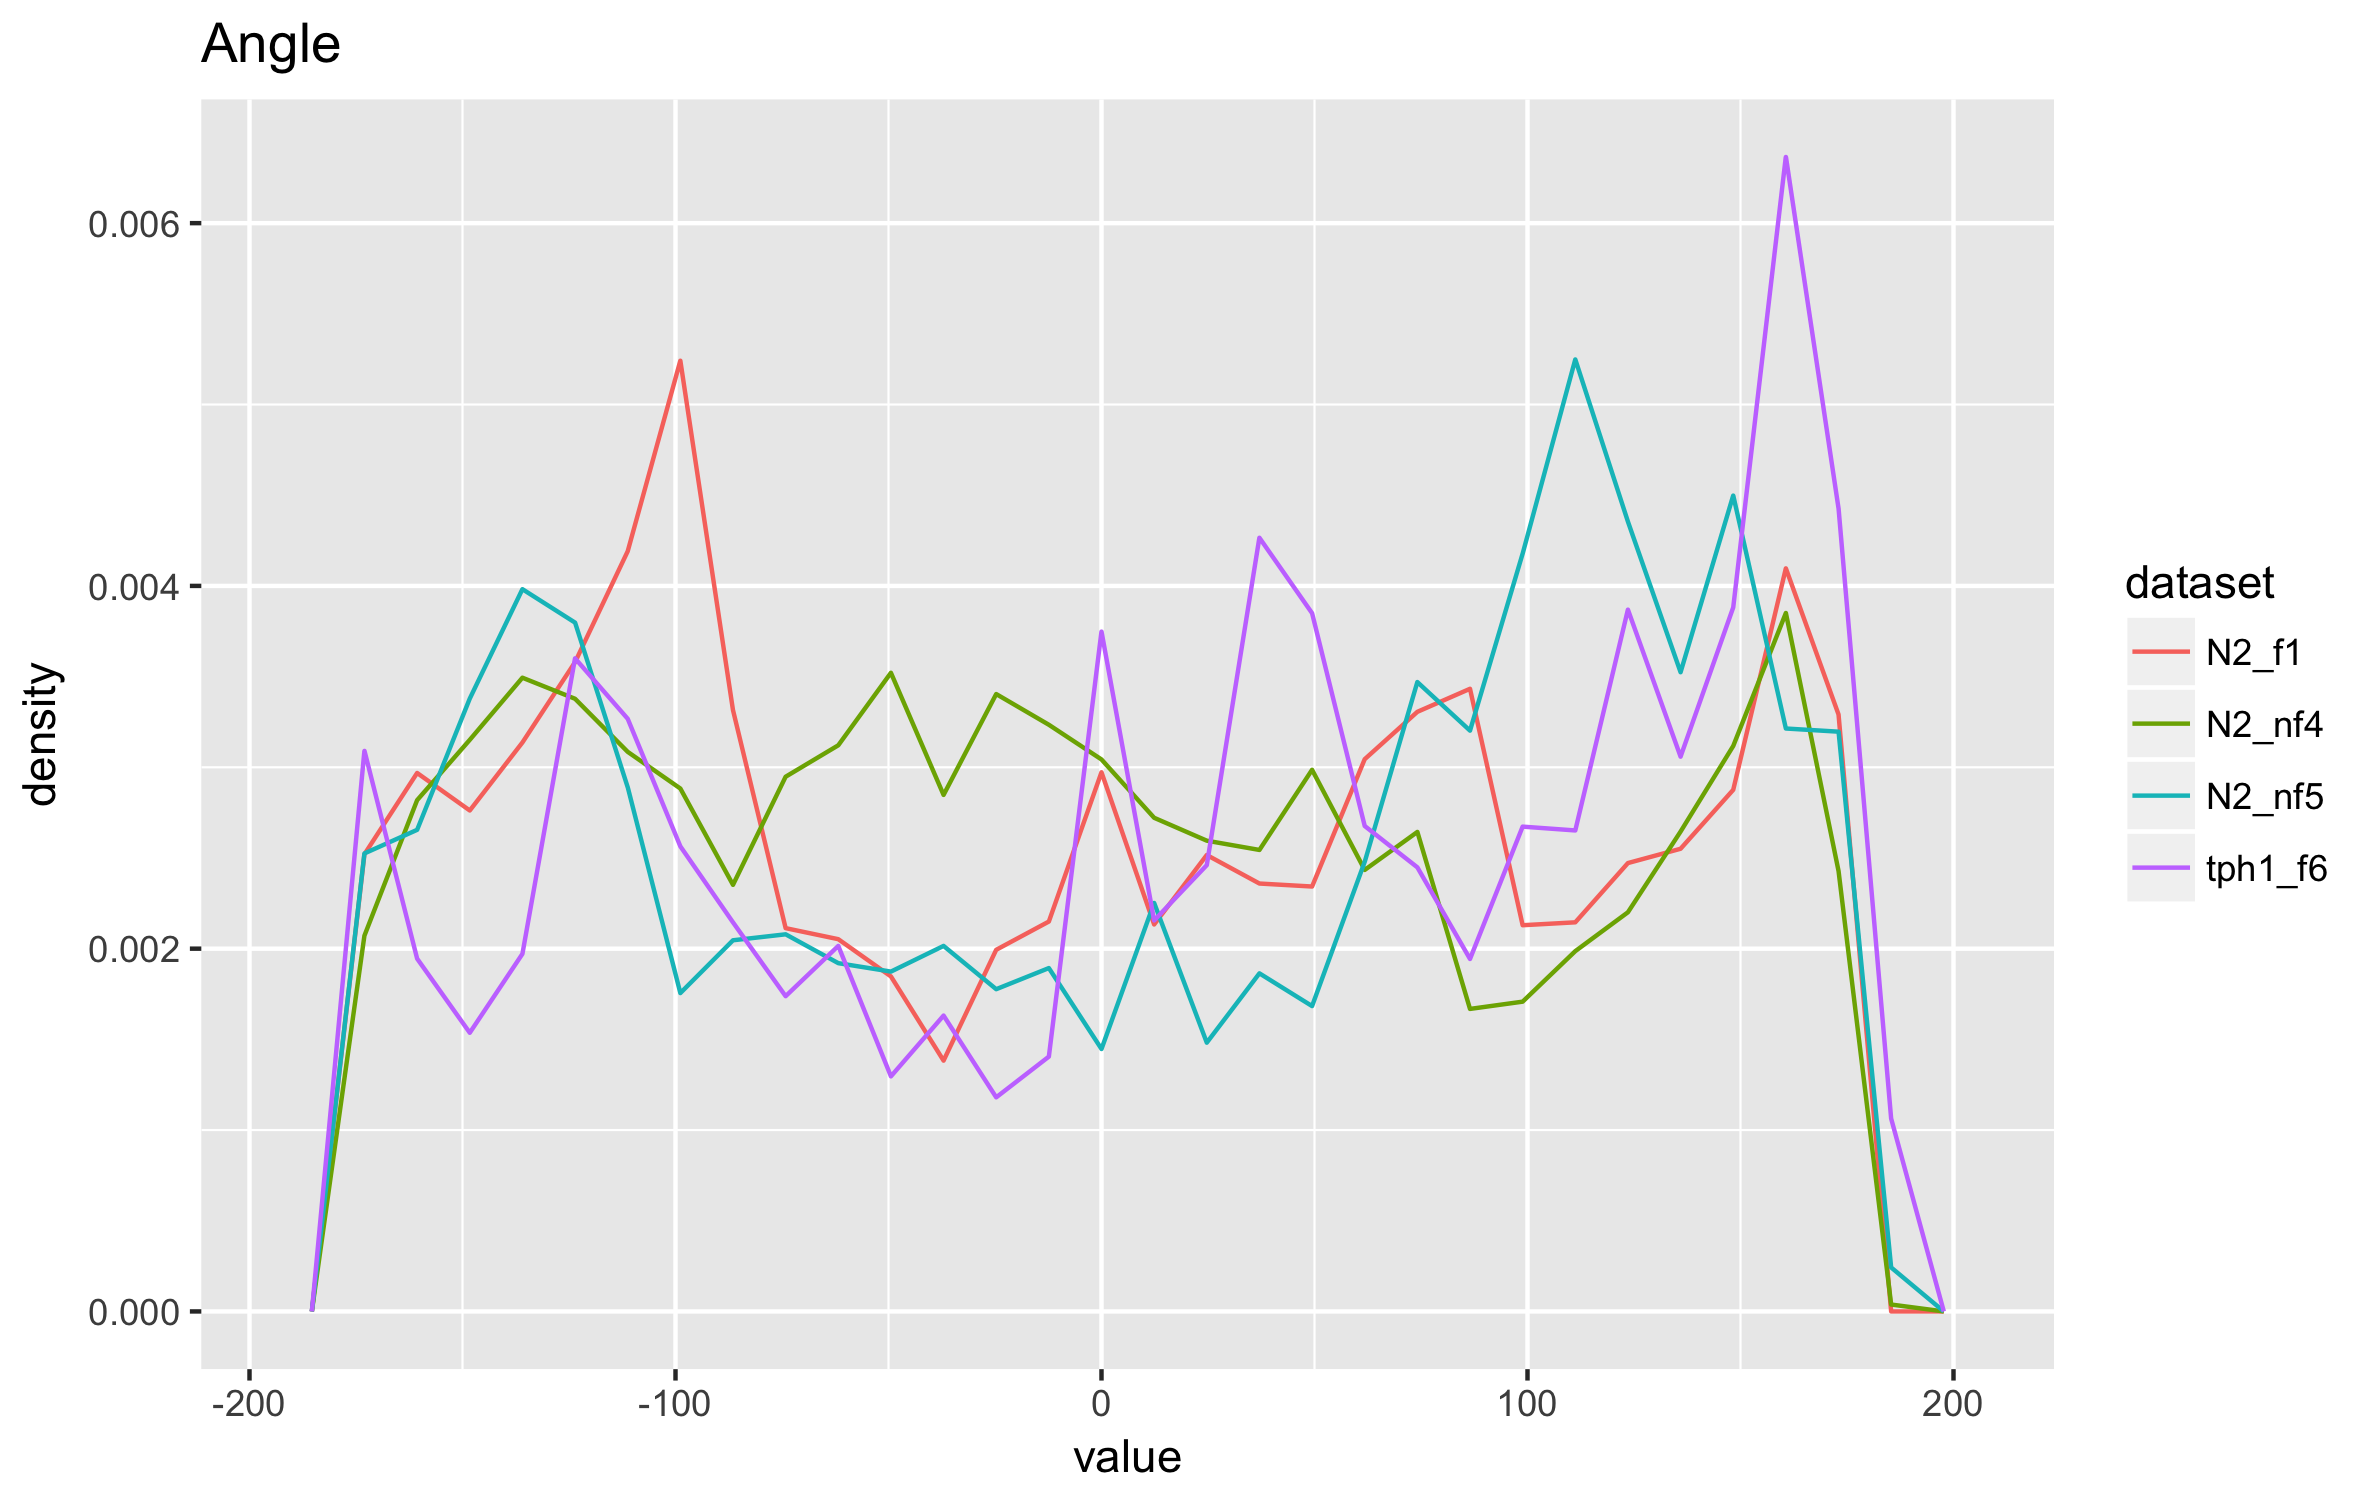 Angle
density
0.006
0.004
0.002
0.000
-200
-100
0
100
200
value
dataset
N2_f1
N2_nf4
N2_nf5
tph1_f6